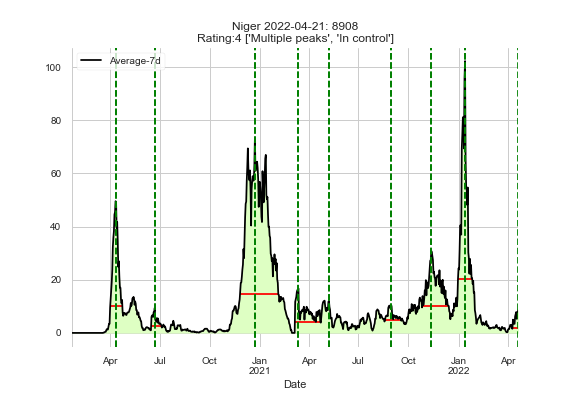 Niger 2022-04-21: 8908
Rating:4 ['Multiple peaks', 'In control']
Average-7d
100
80
60
40
20
0
Apr Jul Oct Jan Apr Jul Oct Jan Apr
2021 2022
Date